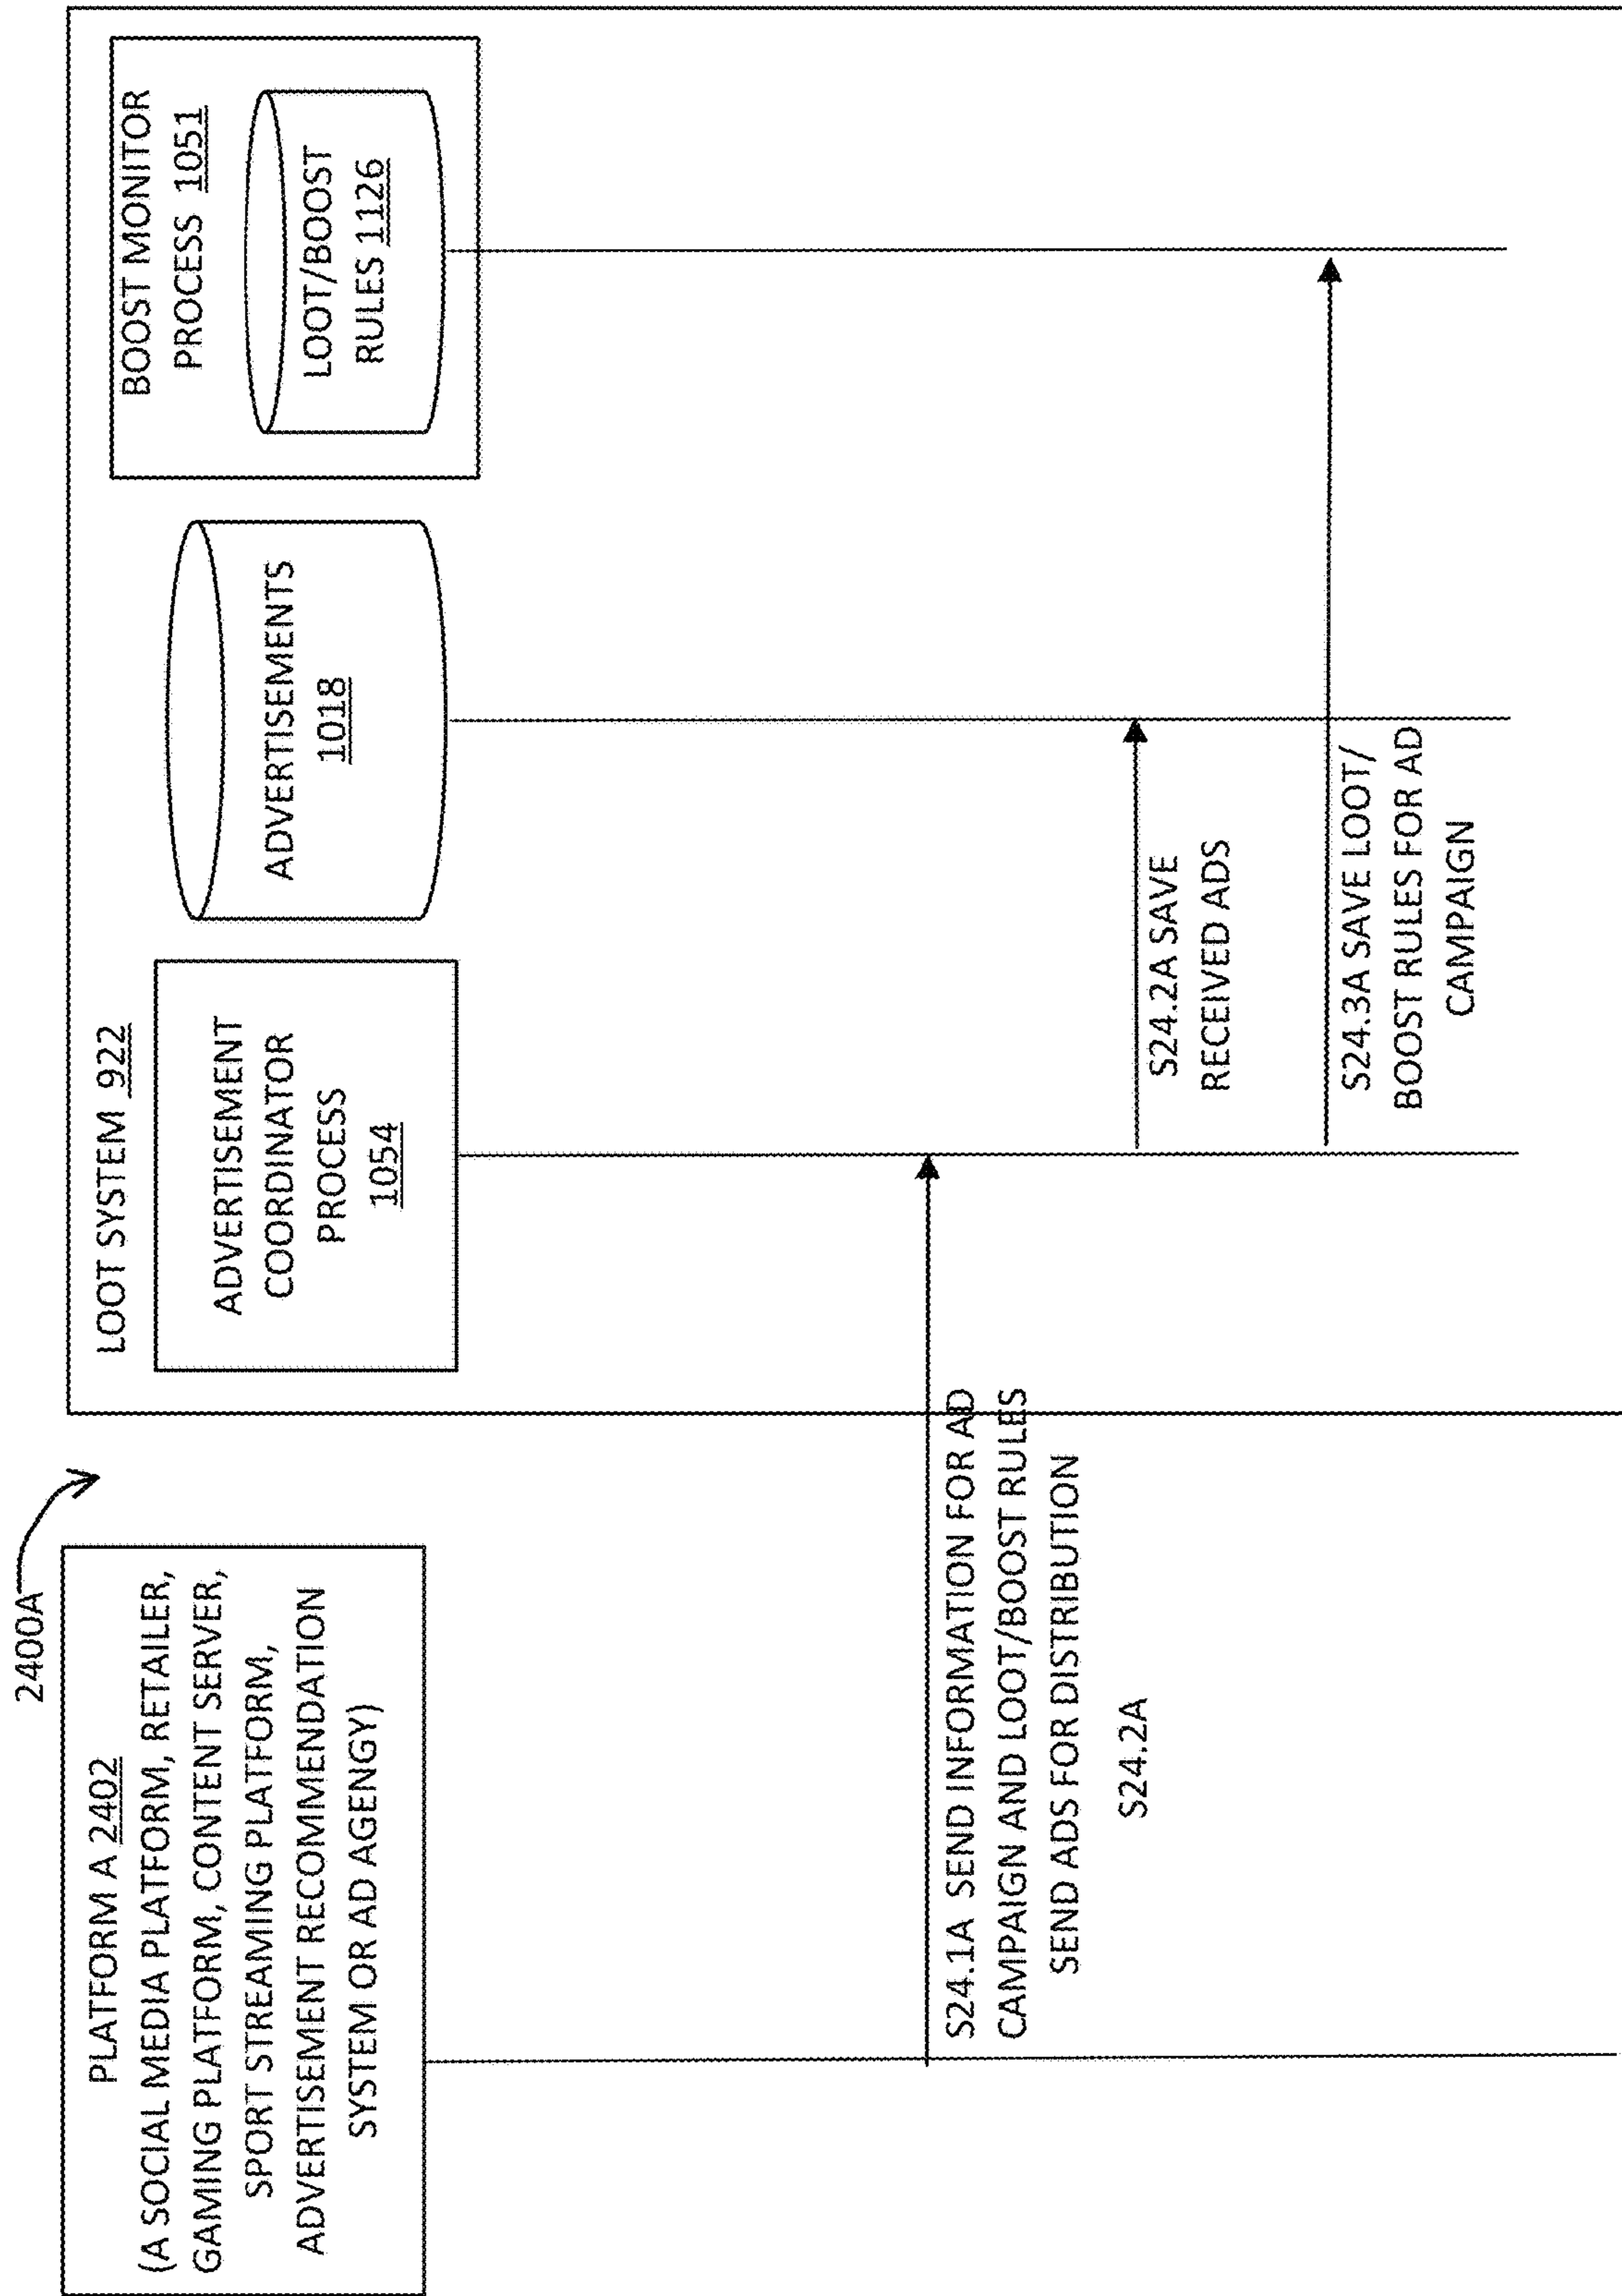 2400A
PLATFORM A 2402
(A SOCIAL MEDIA PLATFORM, RETAILER,
GAMING PLATFORM, CONTENT SERVER,
SPORT STREAMING PLATFORM,
ADVERTISEMENT RECOMMENDATION
SYSTEM OR AD AGENGY)
LOOT SYSTEM 922
ADVERTISEMENT
COORDINATOR
PROCESS
1054
ADVERTISEMENTS
1018
BOOST MONITOR
PROCESS 1051
LOOT/BOOST
RULES 1126
S24.1A SEND INFORMATION FOR AD
CAMPAIGN AND LOOT/BOOST RULES
SEND ADS FOR DISTRIBUTION
S24.2A
S24.2A SAVE
RECEIVED ADS
S24.3A SAVE LOOT/
BOOST RULES FOR AD
CAMPAIGN